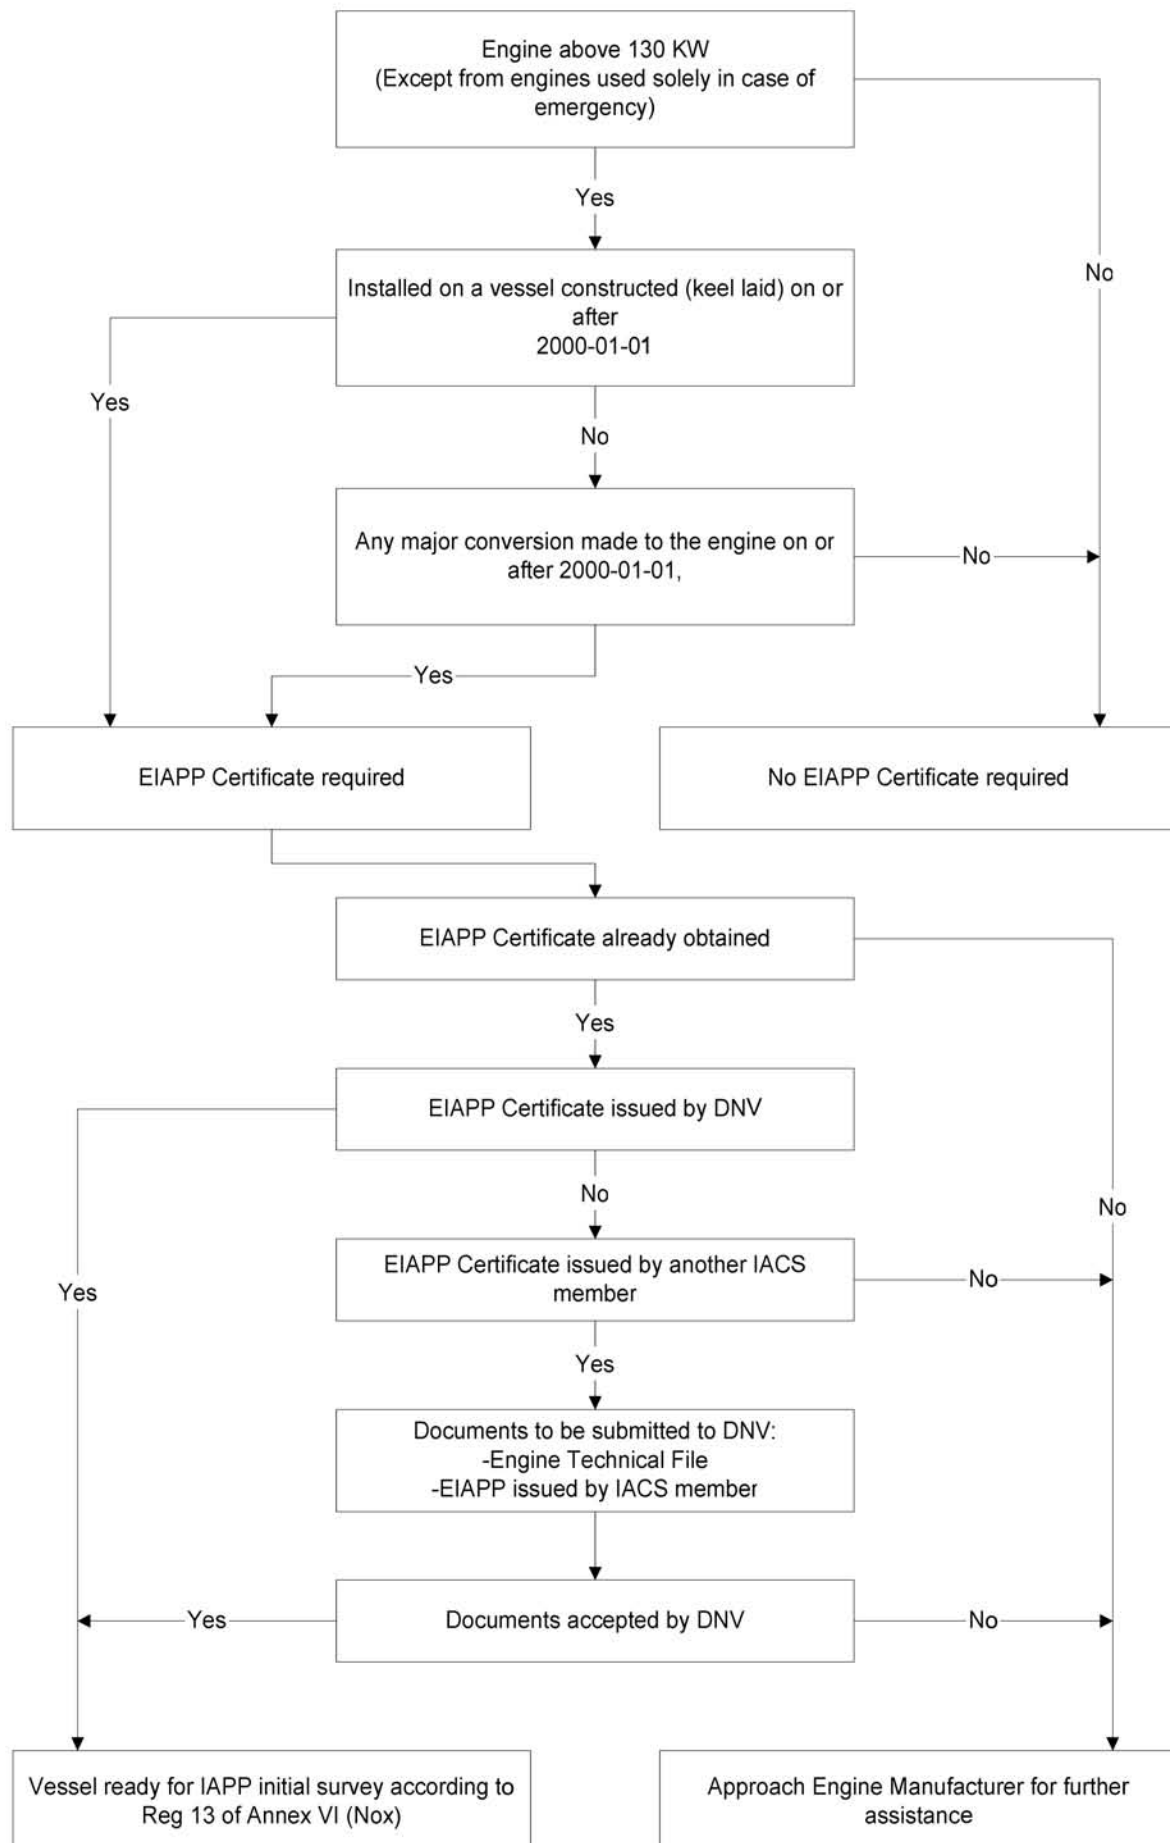 Engine above 130 KW
(Except from engines used solely in case of
emergency)
Yes
No
Installed on a vessel constructed (keel laid) on or
after
2000-01-01
Yes
No
Any major conversion made to the engine on or
after 2000-01-01,
No
Yes
EIAPP Certificate required
No EIAPP Certificate required
EIAPP Certificate already obtained
Yes
EIAPP Certificate issued by DNV
No
No
EIAPP Certificate issued by another IACS
member
No
Yes
Yes
Documents to be submitted to DNV:
-Engine Technical File
-EIAPP issued by IACS member
Yes
Documents accepted by DNV
No
Vessel ready for IAPP initial survey according to
Reg 13 of Annex VI (Nox)
Approach Engine Manufacturer for further
assistance